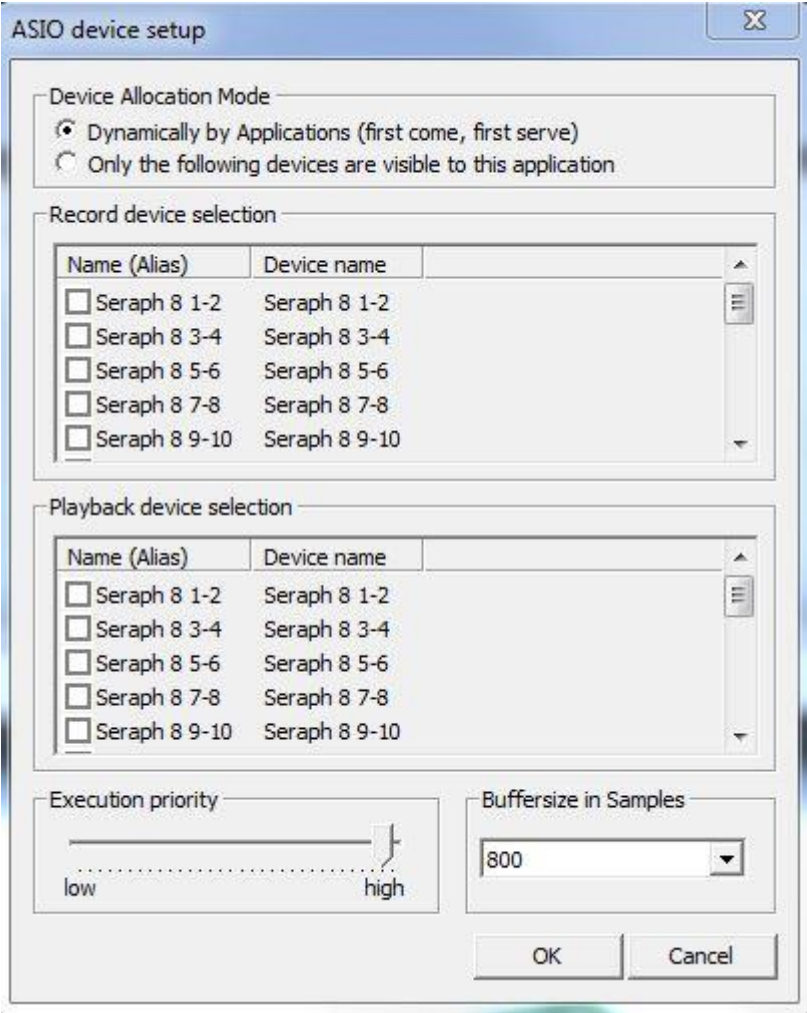 ASIO device setup
Device Allocation Mode
Dynamically by Applications (first come, first serve)
Only the following devices are visible to this application
Record device selection
Name (Alias) Device name
Seraph 8 1-2 Seraph 8 1-2
Seraph 8 3-4 Seraph 8 3-4
Seraph 8 5-6 Seraph 8 5-6
Seraph 8 7-8 Seraph 8 7-8
Seraph 8 9-10 Seraph 8 9-10
Playback device selection
Name (Alias) Device name
Seraph 8 1-2 Seraph 8 1-2
Seraph 8 3-4 Seraph 8 3-4
Seraph 8 5-6 Seraph 8 5-6
Seraph 8 7-8 Seraph 8 7-8
Seraph 8 9-10 Seraph 8 9-10
Execution priority
low high
Buffersize in Samples
800
OK Cancel